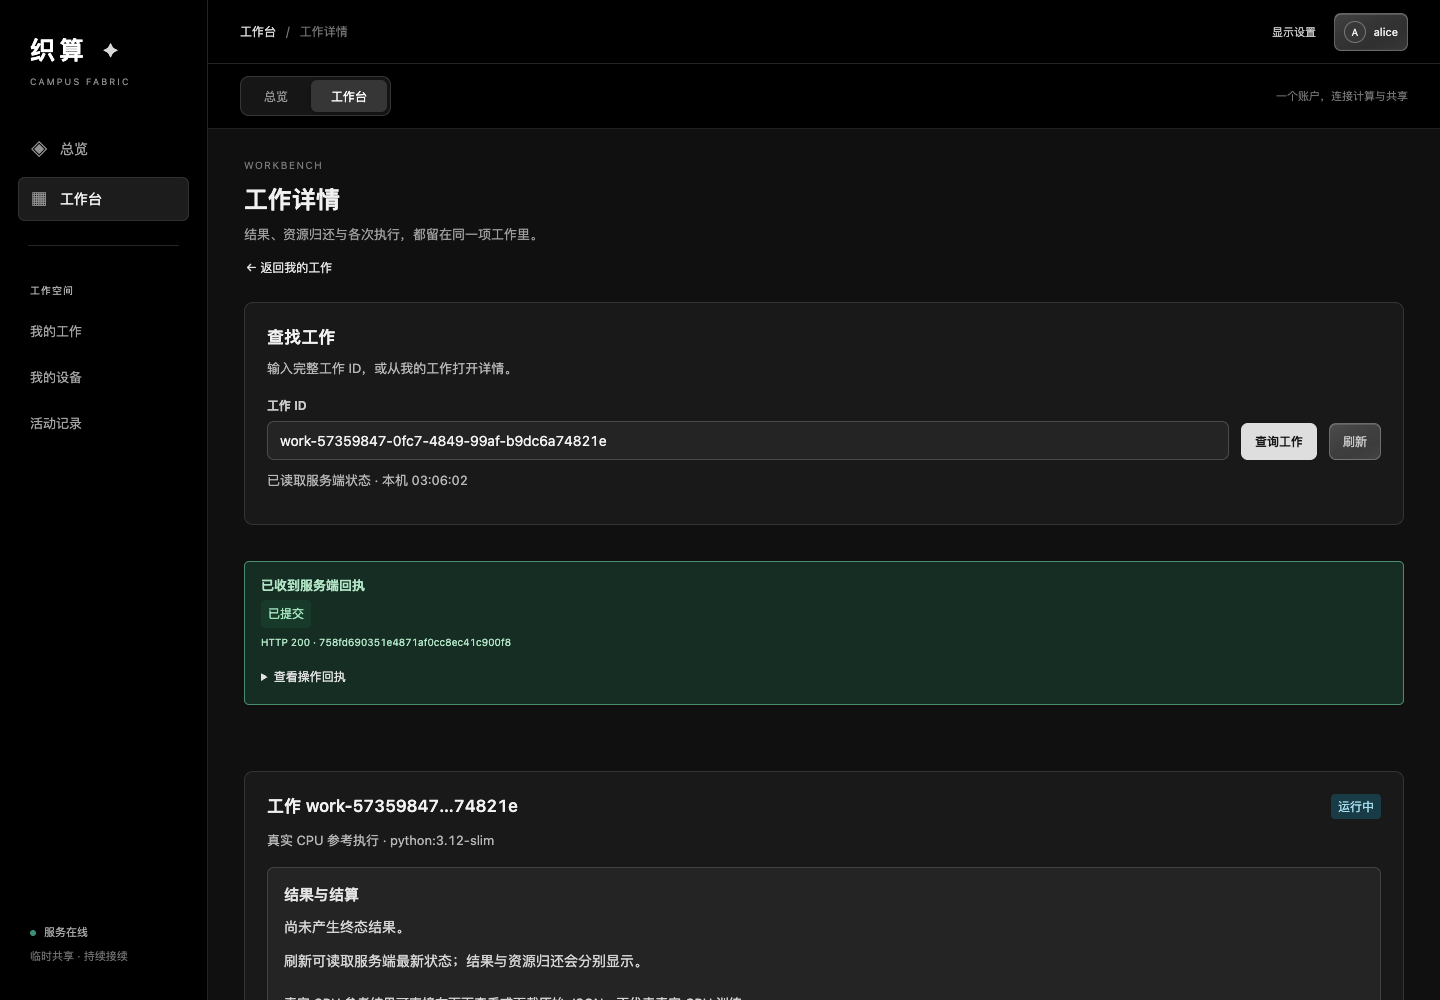 织算
CAMPUS FABRIC
总览
工作台
工作空间
我的工作
我的设备
活动记录
服务在线
临时共享 · 持续接续
工作台 / 工作详情
显示设置
A alice
总览 工作台
一个账户，连接计算与共享
WORKBENCH
工作详情
结果、资源归还与各次执行，都留在同一项工作里。
← 返回我的工作
查找工作
输入完整工作 ID，或从我的工作打开详情。
工作 ID
work-57359847-0fc7-4849-99af-b9dc6a74821e
查询工作
刷新
已读取服务端状态 · 本机 03:06:02
已收到服务端回执
已提交
HTTP 200 · 758fd690351e4871af0cc8ec41c900f8
▶ 查看操作回执
工作 work-57359847...74821e
运行中
真实 CPU 参考执行 · python:3.12-slim
结果与结算
尚未产生终态结果。
刷新可读取服务端最新状态；结果与资源归还会分别显示。